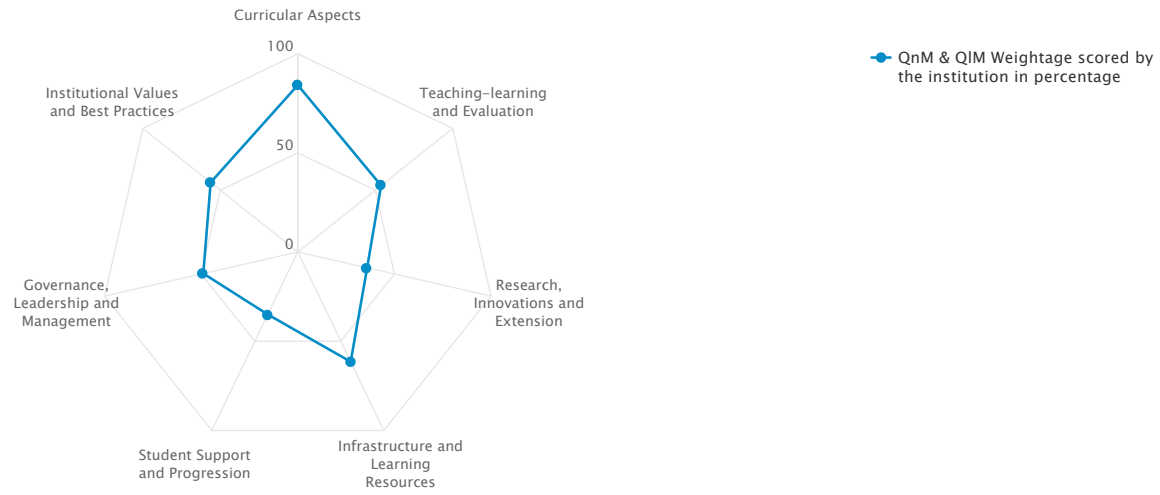 Curricular Aspects
100
50
0
Teaching-learning
and Evaluation
Research,
Innovations and
Extension
Infrastructure and
Learning
Resources
Student Support
and Progression
Governance,
Leadership and
Management
Institutional Values
and Best Practices
QnM & QlM Weightage scored by
the institution in percentage